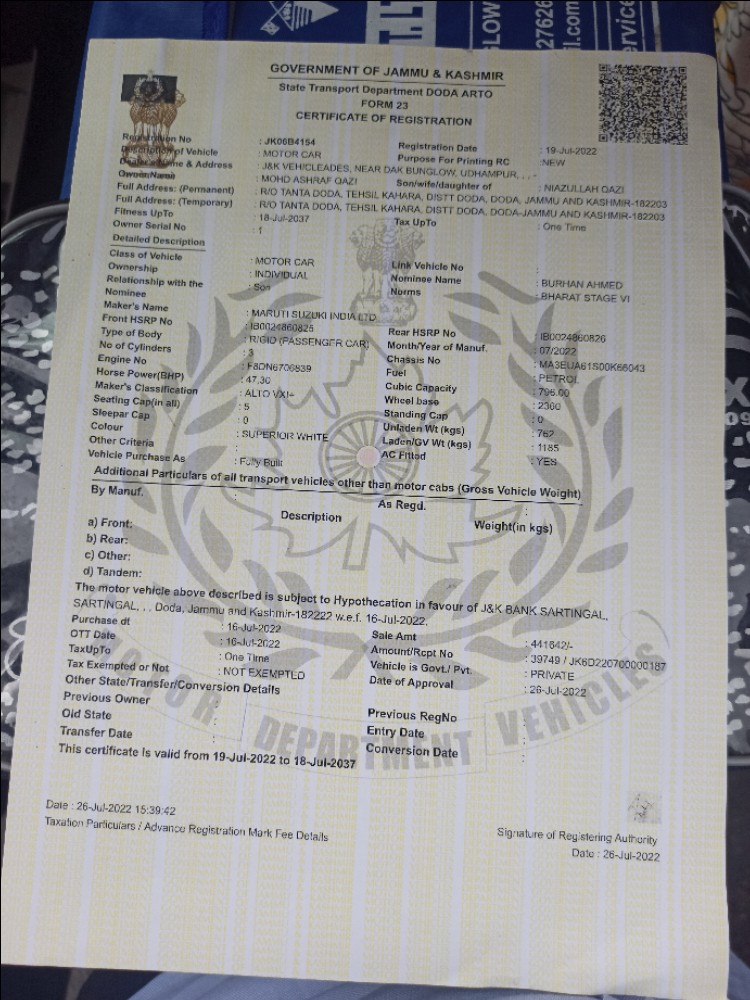 LOW
27626
l.com
ervice
GOVERNMENT OF JAMMU & KASHMIR
State Transport Department DODA ARTO
FORM 23
CERTIFICATE OF REGISTRATION
Registration No : JK06B4154 Registration Date : 19-Jul-2022
Description of Vehicle : MOTOR CAR Purpose For Printing RC :NEW
Dealer's Name & Address : J&K VEHICLEADES, NEAR DAK BUNGLOW, UDHAMPUR, , , -
Owner Name : MOHD ASHRAF QAZI Son/wife/daughter of : NIAZULLAH QAZI
Full Address: (Permanent) : R/O TANTA DODA, TEHSIL KAHARA, DISTT DODA, DODA, JAMMU AND KASHMIR-182203
Full Address: (Temporary) : R/O TANTA DODA, TEHSIL KAHARA, DISTT DODA, DODA-JAMMU AND KASHMIR-182203
Fitness UpTo : 18-Jul-2037 Tax UpTo : One Time
Owner Serial No : 1
Detailed Description
Class of Vehicle : MOTOR CAR Link Vehicle No :
Ownership : INDIVIDUAL Nominee Name : BURHAN AHMED
Relationship with the Nominee : Son Norms : BHARAT STAGE VI
Maker's Name : MARUTI SUZUKI INDIA LTD
Front HSRP No : IB0024860825 Rear HSRP No : IB0024860826
Type of Body : RIGID (PASSENGER CAR) Month/Year of Manuf. : 07/2022
No of Cylinders : 3 Chassis No : MA3EUA61S00K66043
Engine No : F8DN6706839 Fuel : PETROL
Horse Power(BHP) : 47.30 Cubic Capacity : 796.00
Maker's Classification : ALTO VXI+ Wheel base : 2360
Seating Cap(in all) : 5 Standing Cap : 0
Sleepar Cap : 0 Unladen Wt (kgs) : 762
Colour : SUPERIOR WHITE Laden/GV Wt (kgs) : 1185
Other Criteria : AC Fitted : YES
Vehicle Purchase As : Fully Built
Additional Particulars of all transport vehicles other than motor cabs (Gross Vehicle Weight)
By Manuf. : As Regd. :
Description Weight(in kgs)
a) Front:
b) Rear:
c) Other:
d) Tandem:
The motor vehicle above described is subject to Hypothecation in favour of J&K BANK SARTINGAL,
SARTINGAL, , , Doda, Jammu and Kashmir-182222 w.e.f. 16-Jul-2022.
Purchase dt : 16-Jul-2022 Sale Amt : 441642/-
OTT Date : 16-Jul-2022 Amount/Rcpt No : 39749 / JK6D220700000187
TaxUpTo : One Time Vehicle is Govt./ Pvt. : PRIVATE
Tax Exempted or Not : NOT EXEMPTED Date of Approval : 26-Jul-2022
Other State/Transfer/Conversion Details
Previous Owner : Previous RegNo :
Old State : Entry Date :
Transfer Date : Conversion Date :
This certificate is valid from 19-Jul-2022 to 18-Jul-2037
MOTOR DEPARTMENT VEHICLES
Date : 26-Jul-2022 15:39:42
Taxation Particulars / Advance Registration Mark Fee Details
Signature of Registering Authority
Date : 26-Jul-2022